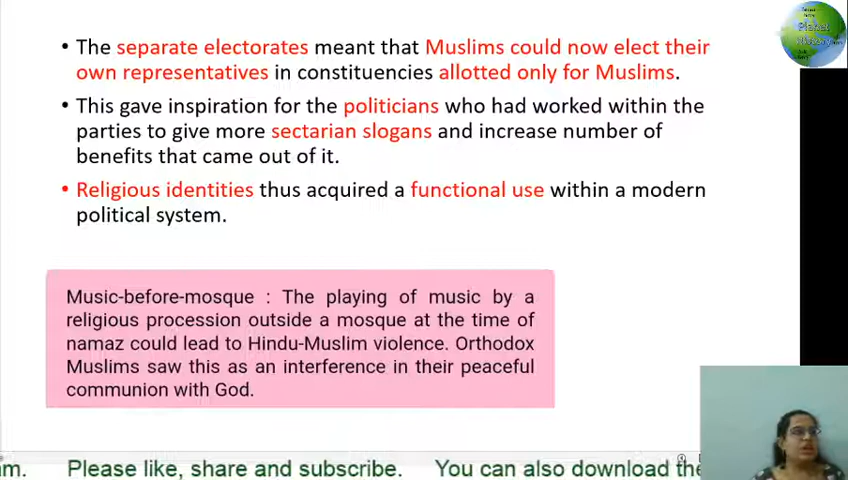 • The separate electorates meant that Muslims could now elect their
own representatives in constituencies allotted only for Muslims.
• This gave inspiration for the politicians who had worked within the
parties to give more sectarian slogans and increase number of
benefits that came out of it.
• Religious identities thus acquired a functional use within a modern
political system.
Music-before-mosque : The playing of music by a
religious procession outside a mosque at the time of
namaz could lead to Hindu-Muslim violence. Orthodox
Muslims saw this as an interference in their peaceful
communion with God.
am. Please like, share and subscribe. You can also download the